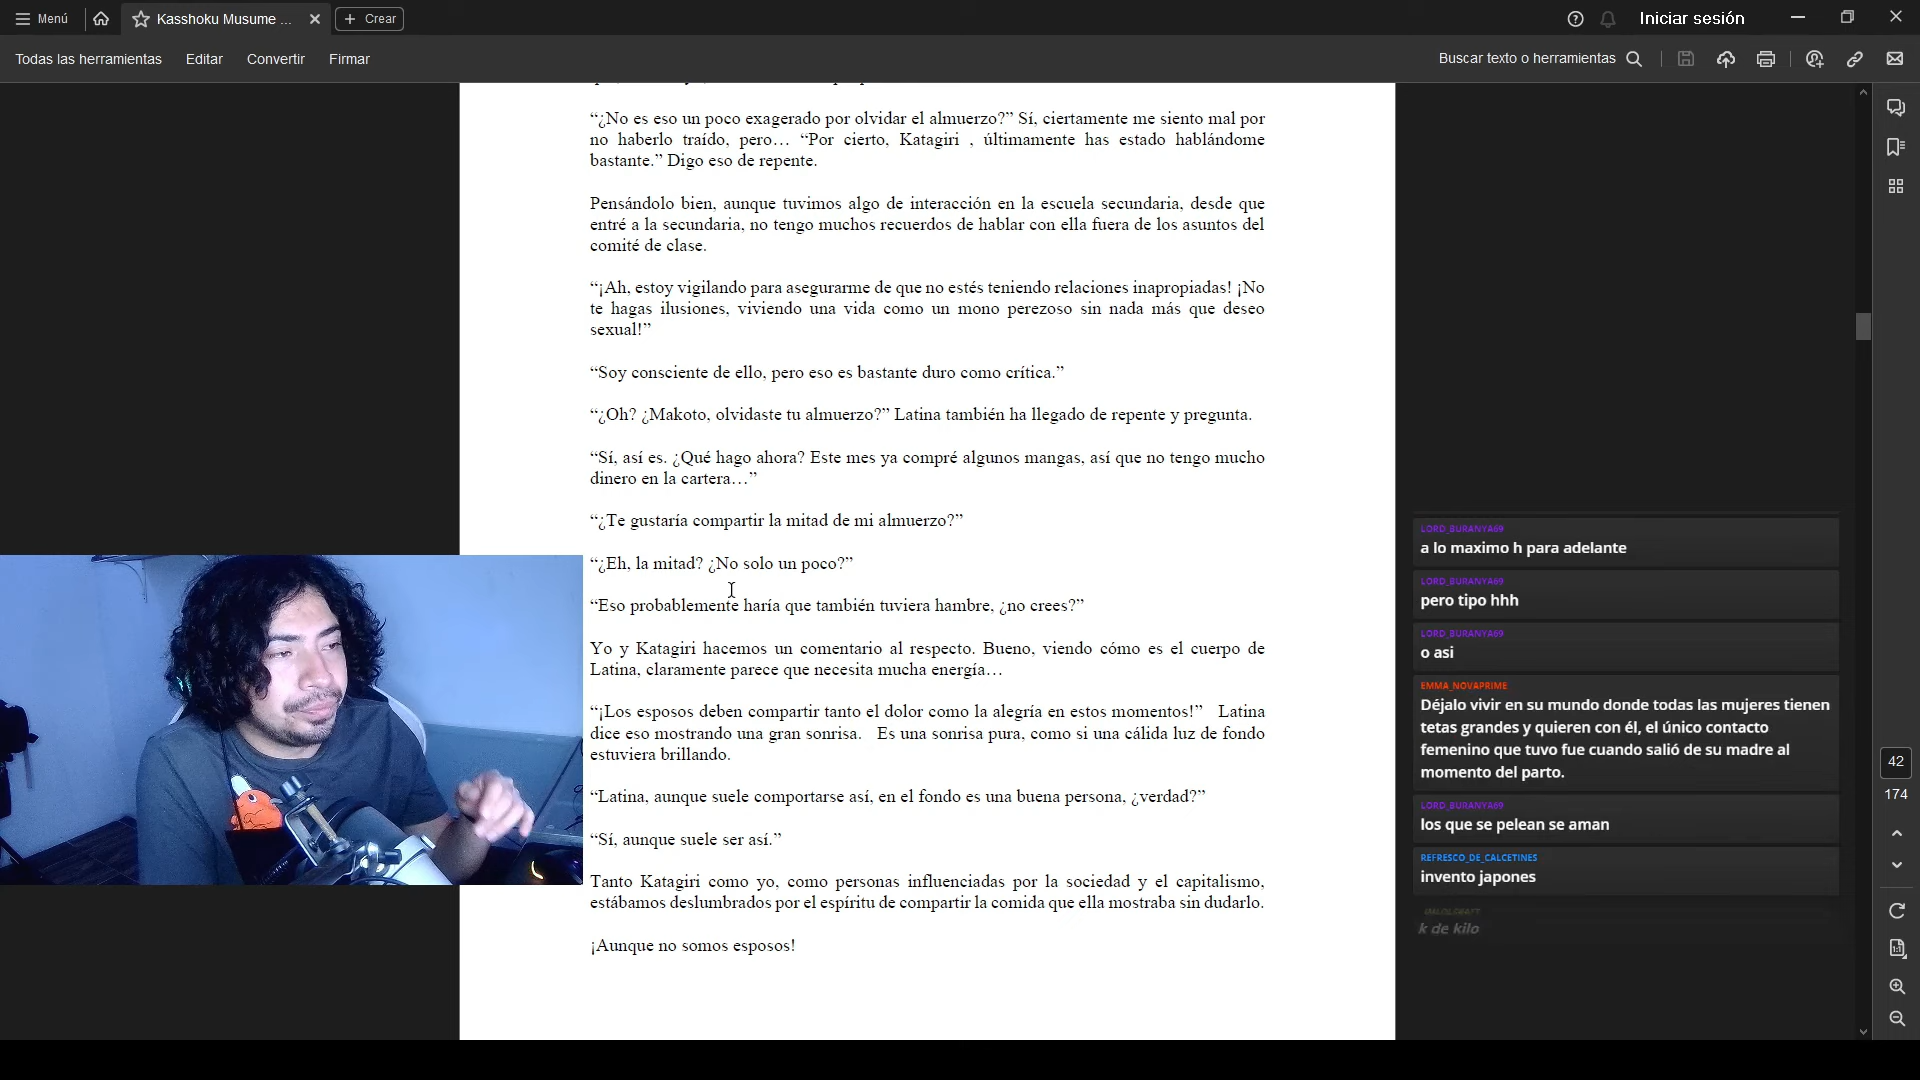 Menú
Kasshoku Musume ...
Crear
Iniciar sesión
Todas las herramientas
Editar
Convertir
Firmar
Buscar texto o herramientas
“¿No es eso un poco exagerado por olvidar el almuerzo?” Sí, ciertamente me siento mal por
no haberlo traído, pero… “Por cierto, Katagiri , últimamente has estado hablándome
bastante.” Digo eso de repente.
Pensándolo bien, aunque tuvimos algo de interacción en la escuela secundaria, desde que
entré a la secundaria, no tengo muchos recuerdos de hablar con ella fuera de los asuntos del
comité de clase.
“¡Ah, estoy vigilando para asegurarme de que no estés teniendo relaciones inapropiadas! ¡No
te hagas ilusiones, viviendo una vida como un mono perezoso sin nada más que deseo
sexual!”
“Soy consciente de ello, pero eso es bastante duro como crítica.”
“¿Oh? ¿Makoto, olvidaste tu almuerzo?” Latina también ha llegado de repente y pregunta.
“Sí, así es. ¿Qué hago ahora? Este mes ya compré algunos mangas, así que no tengo mucho
dinero en la cartera…”
“¿Te gustaría compartir la mitad de mi almuerzo?”
“¿Eh, la mitad? ¿No solo un poco?”
“Eso probablemente haría que también tuviera hambre, ¿no crees?”
Yo y Katagiri hacemos un comentario al respecto. Bueno, viendo cómo es el cuerpo de
Latina, claramente parece que necesita mucha energía…
“¡Los esposos deben compartir tanto el dolor como la alegría en estos momentos!” Latina
dice eso mostrando una gran sonrisa. Es una sonrisa pura, como si una cálida luz de fondo
estuviera brillando.
“Latina, aunque suele comportarse así, en el fondo es una buena persona, ¿verdad?”
“Sí, aunque suele ser así.”
Tanto Katagiri como yo, como personas influenciadas por la sociedad y el capitalismo,
estábamos deslumbrados por el espíritu de compartir la comida que ella mostraba sin dudarlo.
¡Aunque no somos esposos!
LORD_BURANYA69
a lo maximo h para adelante
LORD_BURANYA69
pero tipo hhh
LORD_BURANYA69
o asi
EMMA_NOVAPRIME
Déjalo vivir en su mundo donde todas las mujeres tienen
tetas grandes y quieren con él, el único contacto
femenino que tuvo fue cuando salió de su madre al
momento del parto.
LORD_BURANYA69
los que se pelean se aman
REFRESCO_DE_CALCETINES
invento japones
k de kilo
42
174
1:1